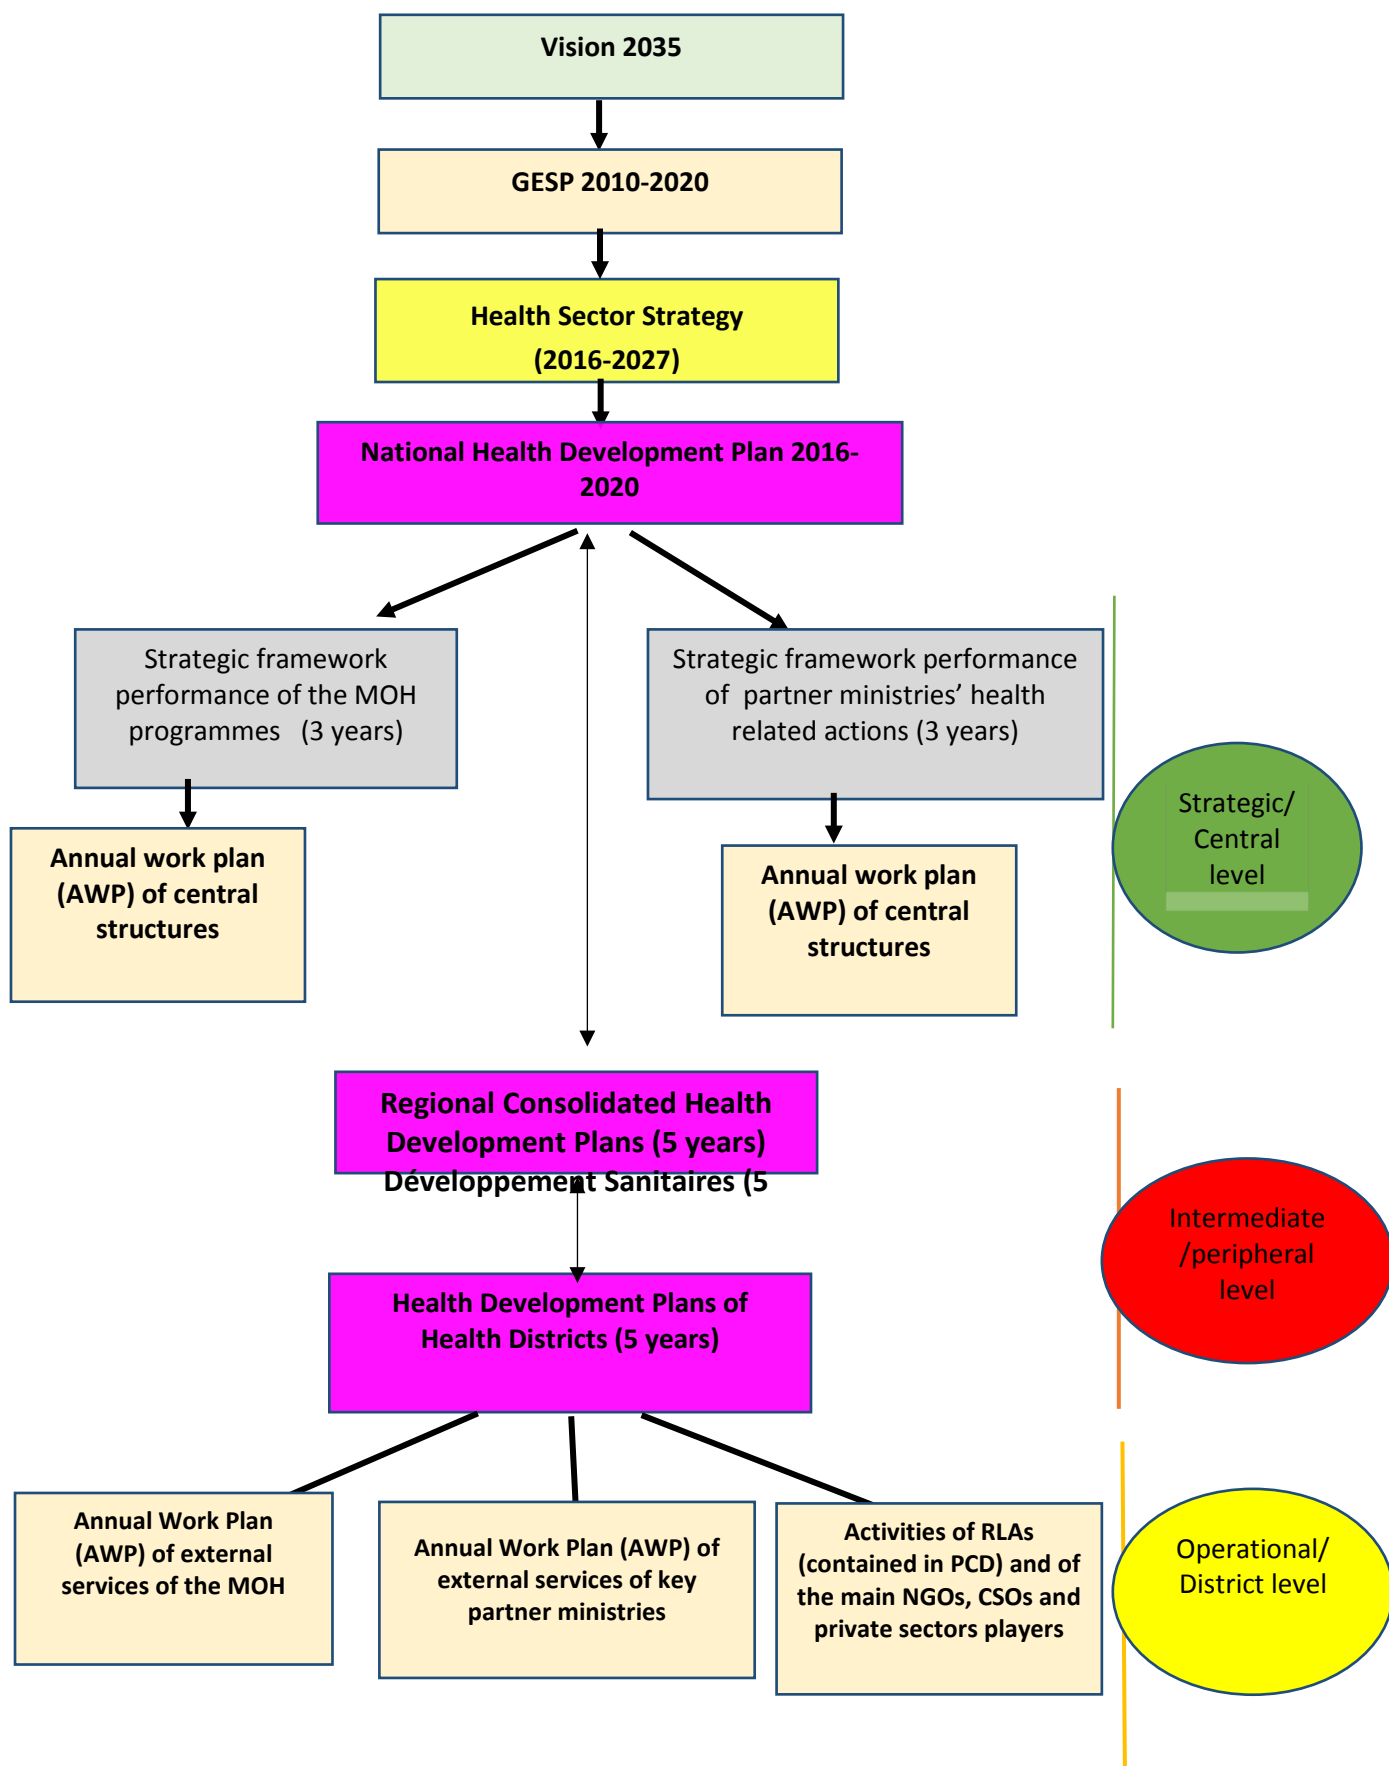 Vision 2035
GESP 2010-2020
Health Sector Strategy
(2016-2027)
National Health Development Plan 2016-
2020
Strategic framework
performance of the MOH
programmes (3 years)
Strategic framework performance
of partner ministries’ health
related actions (3 years)
Annual work plan
(AWP) of central
structures
Annual work plan
(AWP) of central
structures
Strategic/
Central
level
Regional Consolidated Health
Development Plans (5 years)
Développement Sanitaires (5
Intermediate
/peripheral
level
Health Development Plans of
Health Districts (5 years)
Annual Work Plan
(AWP) of external
services of the MOH
Annual Work Plan (AWP) of
external services of key
partner ministries
Activities of RLAs
(contained in PCD) and of
the main NGOs, CSOs and
private sectors players
Operational/
District level